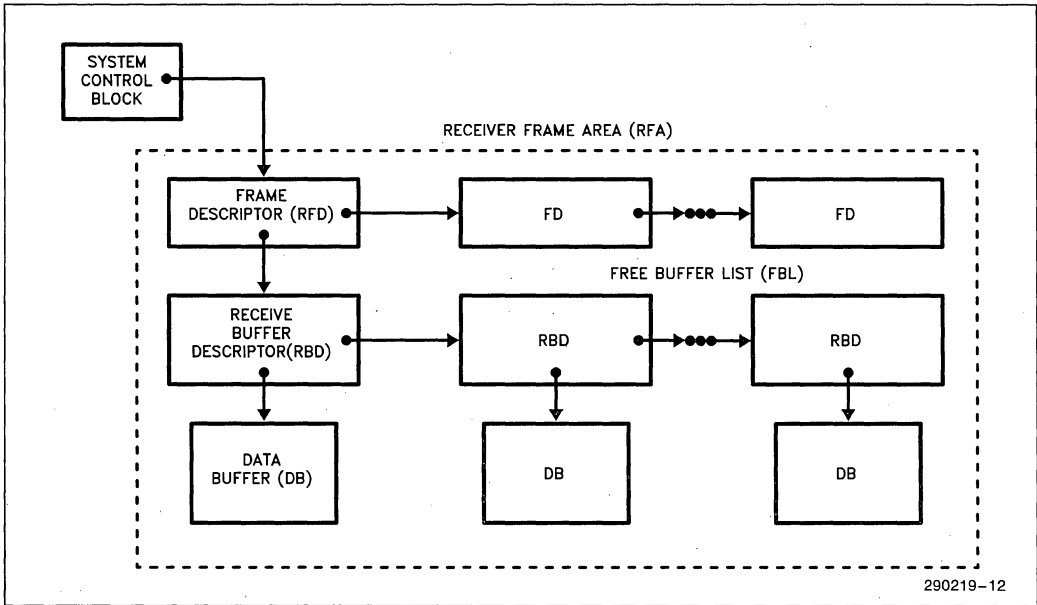 SYSTEM
CONTROL
BLOCK
RECEIVER FRAME AREA (RFA)
FRAME
DESCRIPTOR (RFD)
FD
FD
FREE BUFFER LIST (FBL)
RECEIVE
BUFFER
DESCRIPTOR(RBD)
RBD
RBD
DATA
BUFFER (DB)
DB
DB
290219-12